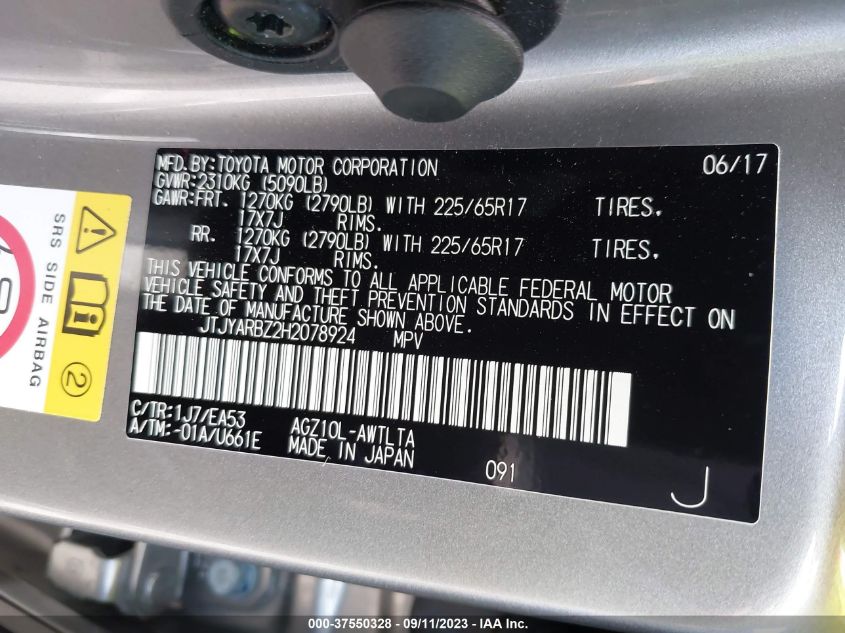 MFD. BY: TOYOTA MOTOR CORPORATION 06/17
GVWR: 2310KG (5090LB)
GAWR: FRT. 1270KG (2790LB) WITH 225/65R17 TIRES.
17X7J RIMS.
RR. 1270KG (2790LB) WITH 225/65R17 TIRES.
17X7J RIMS.
THIS VEHICLE CONFORMS TO ALL APPLICABLE FEDERAL MOTOR
VEHICLE SAFETY AND THEFT PREVENTION STANDARDS IN EFFECT ON
THE DATE OF MANUFACTURE SHOWN ABOVE.
JTJYARBZ2H2078924 MPV
C/TR: 1J7/EA53
A/TM: -01A/U661E
AGZ10L-AWTLTA
MADE IN JAPAN
091
J
SRS SIDE AIRBAG
2
000-37550328 - 09/11/2023 - IAA Inc.